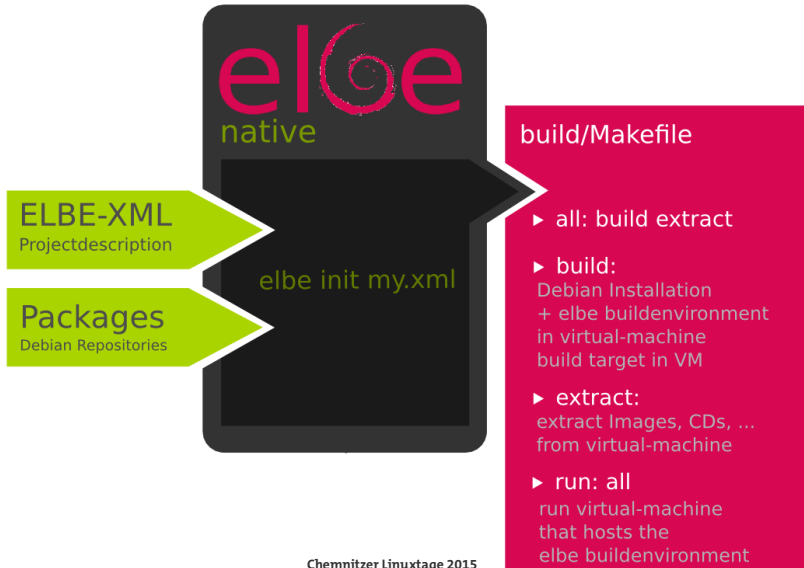 elbe
native
ELBE-XML
Projectdescription
Packages
Debian Repositories
elbe init my.xml
build/Makefile
all: build extract
build:
Debian Installation
+ elbe buildenvironment
in virtual-machine
build target in VM
extract:
extract Images, CDs, ...
from virtual-machine
run: all
run virtual-machine
that hosts the
elbe buildenvironment
Chemnitzer Linuxtage 2015